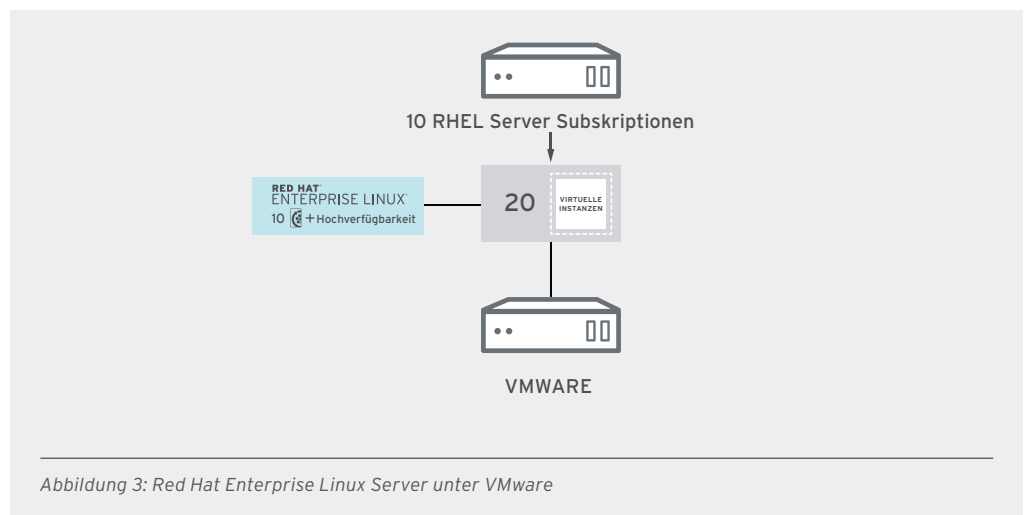 10 RHEL Server Subskriptionen
RED HAT®
ENTERPRISE LINUX®
10 + Hochverfügbarkeit
20
VIRTUELLE
INSTANZEN
VMWARE
Abbildung 3: Red Hat Enterprise Linux Server unter VMware